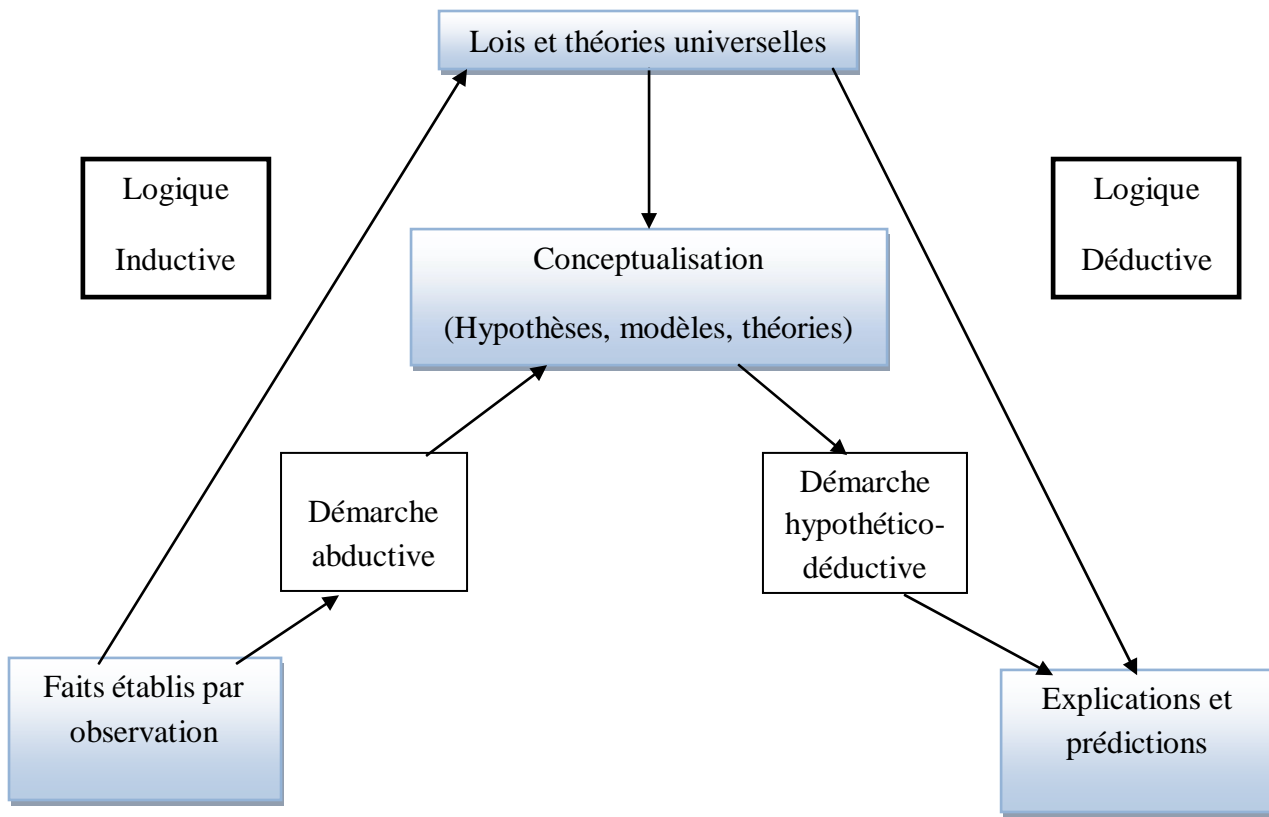 Lois et théories universelles
Logique
Inductive
Logique
Déductive
Conceptualisation
(Hypothèses, modèles, théories)
Démarche
abductive
Démarche
hypothético-
déductive
Faits établis par
observation
Explications et
prédictions